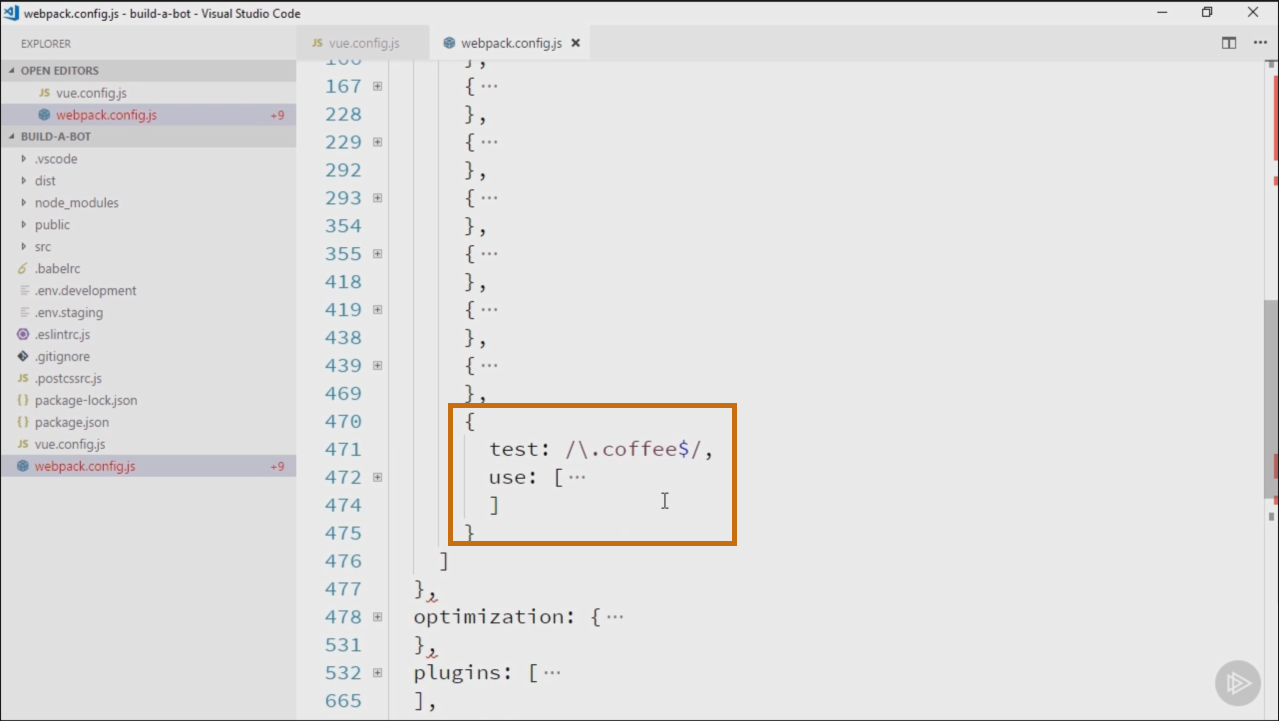 webpack.config.js - build-a-bot - Visual Studio Code
EXPLORER
OPEN EDITORS
JS vue.config.js
webpack.config.js +9
BUILD-A-BOT
.vscode
dist
node_modules
public
src
.babelrc
.env.development
.env.staging
.eslintrc.js
.gitignore
JS .postcssrc.js
{} package-lock.json
{} package.json
JS vue.config.js
webpack.config.js +9
JS vue.config.js
webpack.config.js
166 },
167 { ...
228 },
229 { ...
292 },
293 { ...
354 },
355 { ...
418 },
419 { ...
438 },
439 { ...
469 },
470 {
471 test: /\.coffee$/,
472 use: [ ...
474 ]
475 }
476 ]
477 },
478 optimization: { ...
531 },
532 plugins: [ ...
665 ],